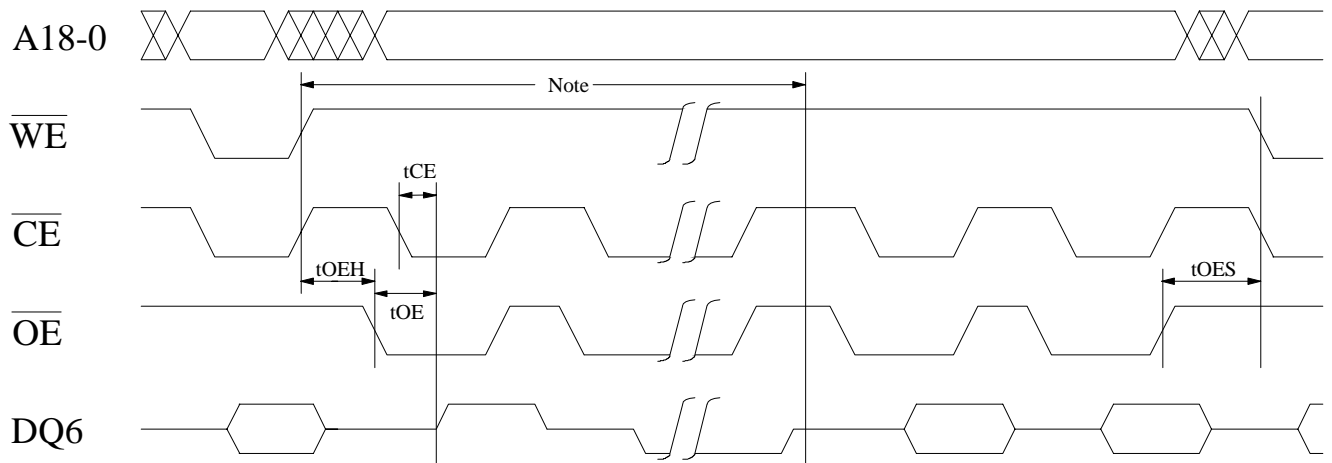 A18-0
Note
WE
tCE
CE
tOEH
tOES
tOE
OE
DQ6